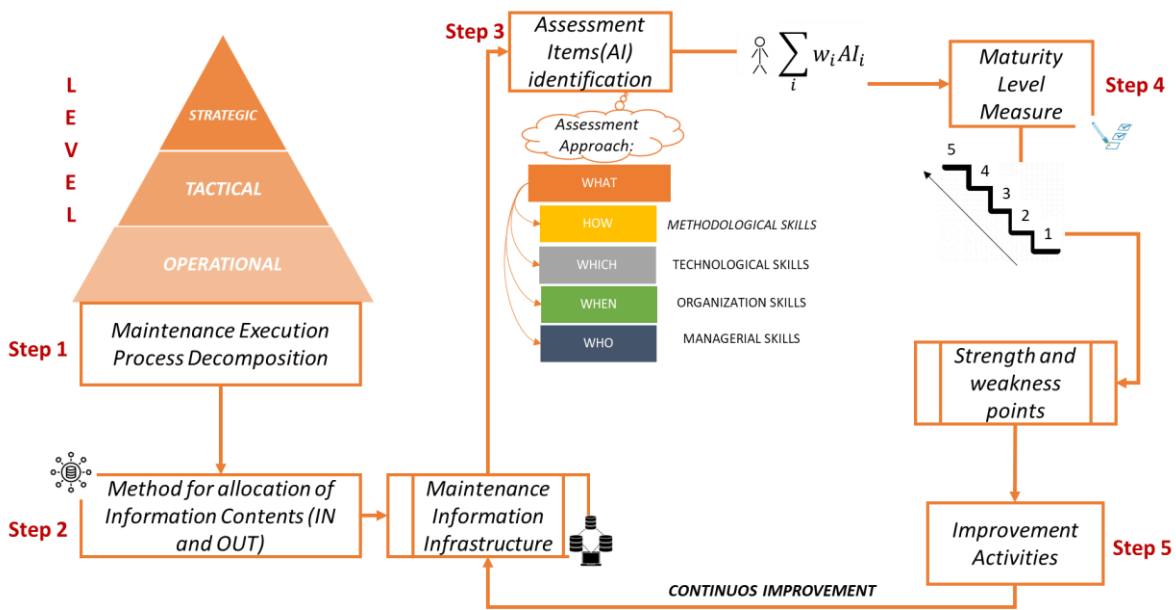 LEVEL
STRATEGIC
TACTICAL
OPERATIONAL
Step 1
Maintenance Execution
Process Decomposition
Step 2
Method for allocation of
Information Contents (IN
and OUT)
Maintenance
Information
Infrastructure
Step 3
Assessment
Items(AI)
identification
Assessment
Approach:
WHAT
HOW
METHODOLOGICAL SKILLS
WHICH
TECHNOLOGICAL SKILLS
WHEN
ORGANIZATION SKILLS
WHO
MANAGERIAL SKILLS
∑ᵢ wᵢAIᵢ
Maturity
Level
Measure
Step 4
5
4
3
2
1
Strength and
weakness
points
Improvement
Activities
Step 5
CONTINUOS IMPROVEMENT